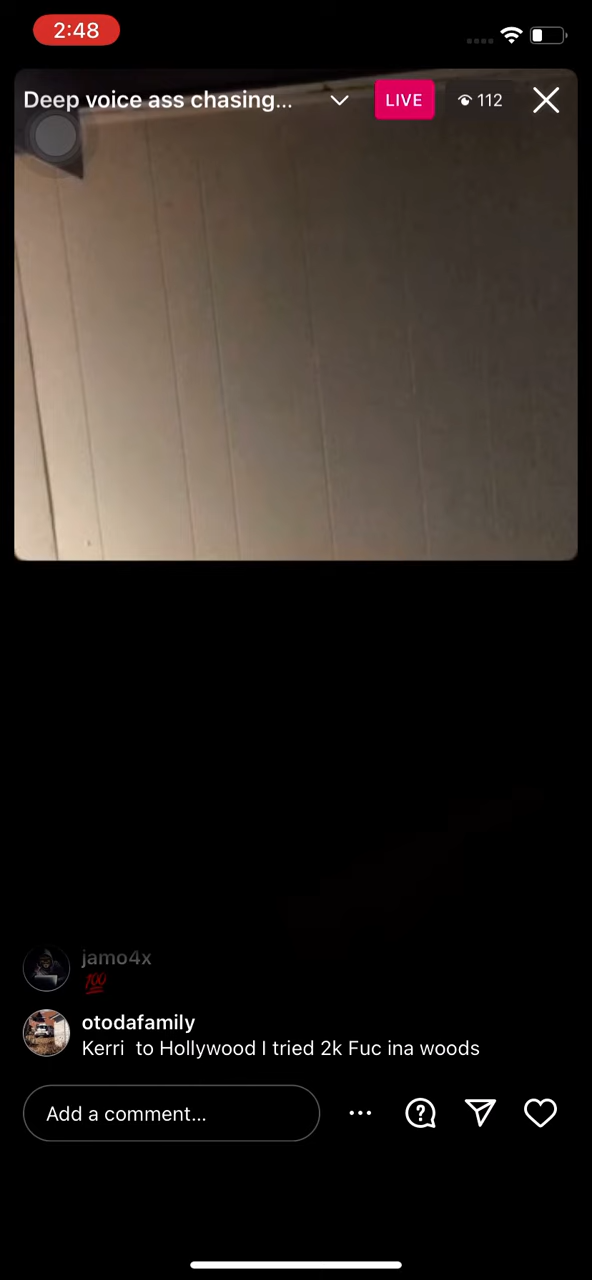 2:48
Deep voice ass chasing...
LIVE
112
jamo4x
💯
otodafamily
Kerri to Hollywood I tried 2k Fuc ina woods
Add a comment...